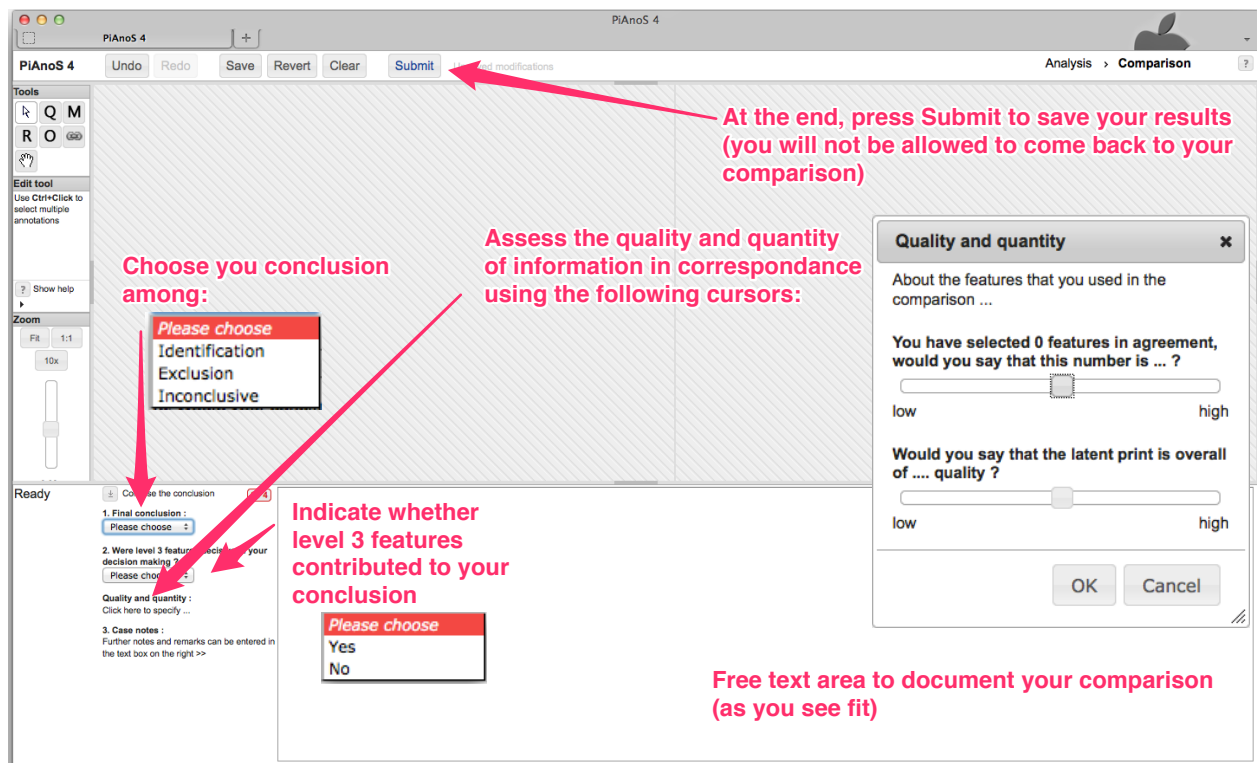 PiAnoS 4
PiAnoS 4
+
PiAnoS 4
Undo
Redo
Save
Revert
Clear
Submit
modifications
Analysis › Comparison
?
Tools
Q M
R O
Edit tool
Use Ctrl+Click to
select multiple
annotations
? Show help
Zoom
Fit
1:1
10x
At the end, press Submit to save your results
(you will not be allowed to come back to your
comparison)
Choose you conclusion
among:
Please choose
Identification
Exclusion
Inconclusive
Assess the quality and quantity
of information in correspondance
using the following cursors:
Quality and quantity
About the features that you used in the
comparison ...
You have selected 0 features in agreement,
would you say that this number is ... ?
low
high
Would you say that the latent print is overall
of .... quality ?
low
high
OK
Cancel
Ready
the conclusion
4
1. Final conclusion :
Please choose
2. Were level 3 your
decision making ?
Please choose
Quality and quantity :
Click here to specify ...
3. Case notes :
Further notes and remarks can be entered in
the text box on the right >>
Indicate whether
level 3 features
contributed to your
conclusion
Please choose
Yes
No
Free text area to document your comparison
(as you see fit)